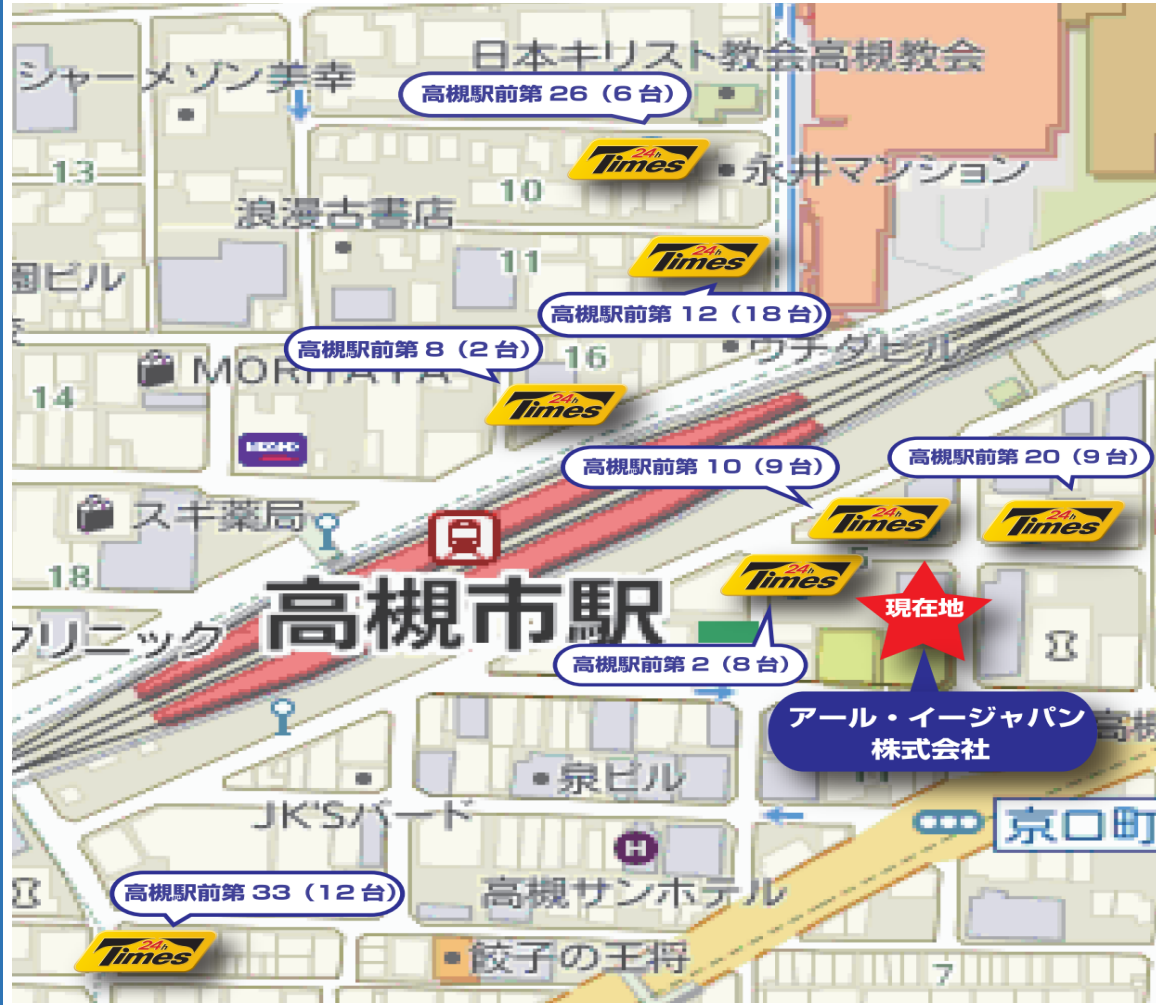 日本キリスト教会高槻教会
シャーメゾン美幸
高槻駅前第 26（6 台）
24h
Times
永井マンション
13
10
浪漫古書店
24h
Times
11
園ビル
高槻駅前第 12（18 台）
高槻駅前第 8（2 台）
16
ウチダビル
MORITAYA
14
24h
Times
高槻駅前第 10（9 台）
高槻駅前第 20（9 台）
スギ薬局
24h
Times
24h
Times
18
24h
Times
5
現在地
高槻市駅
クリニック
高槻駅前第 2（8 台）
アール・イージャパン
株式会社
高槻
泉ビル
11
JK'Sバード
京口町
H
高槻サンホテル
高槻駅前第 33（12 台）
24h
Times
餃子の王将
7